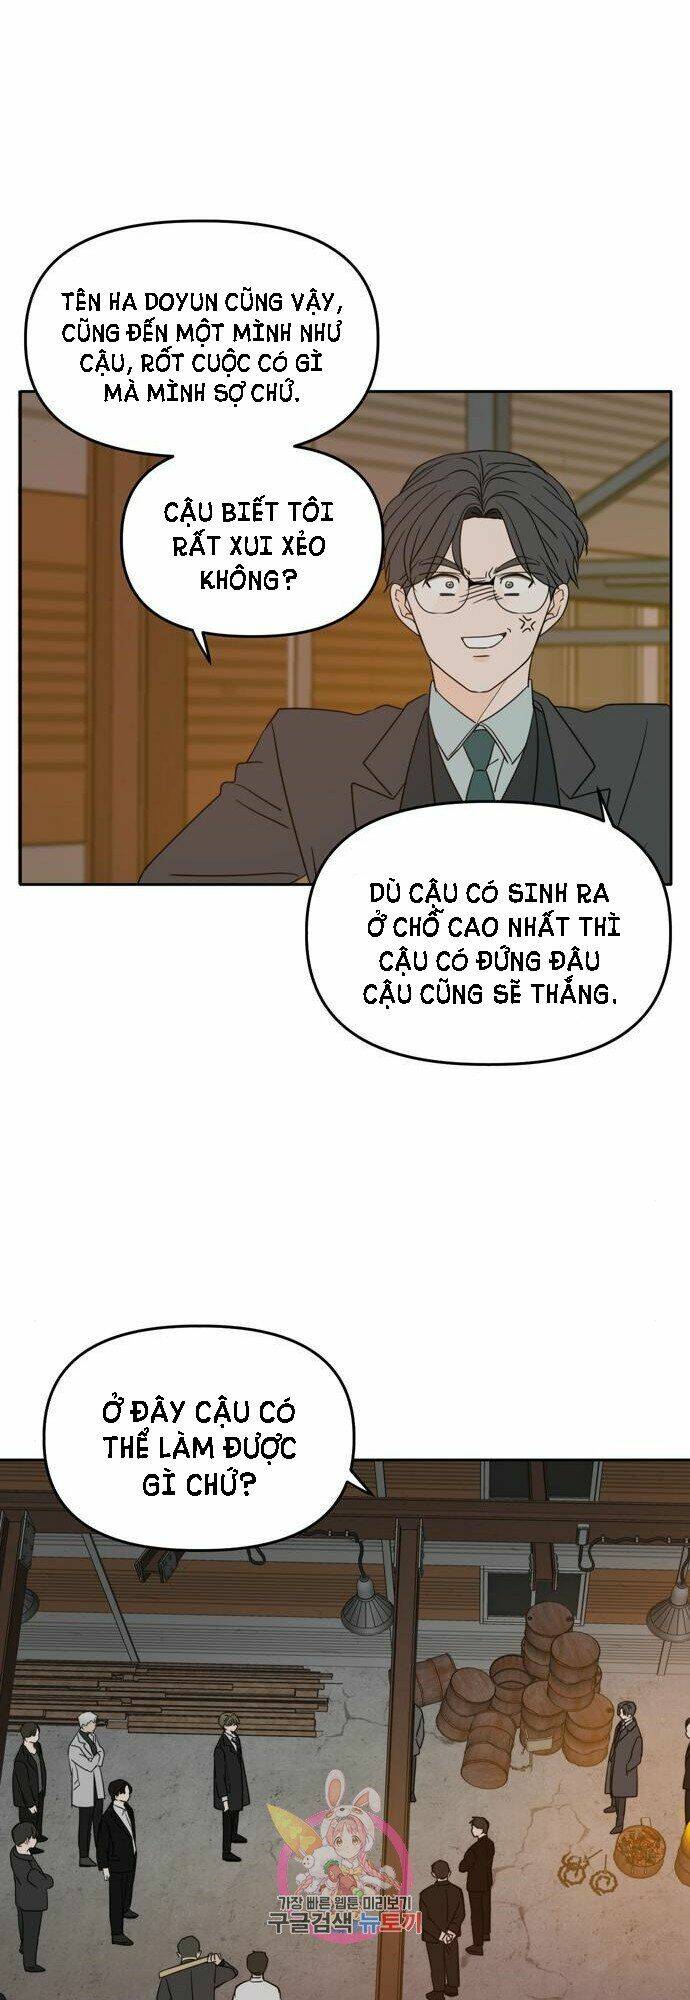 TÊN HA DOYUN CŨNG VẬY,
CŨNG ĐẾN MỘT MÌNH NHƯ
CẬU, RỐT CUỘC CÓ GÌ
MÀ MÌNH SỢ CHỨ.
CẬU BIẾT TÔI
RẤT XUI XẺO
KHÔNG?
DÙ CẬU CÓ SINH RA
Ở CHỖ CAO NHẤT THÌ
CẬU CÓ ĐỨNG ĐÂU
CẬU CŨNG SẼ THẮNG.
Ở ĐÂY CẬU CÓ
THỂ LÀM ĐƯỢC
GÌ CHỨ?
가장 빠른 웹툰 미리보기
구글검색 뉴토끼